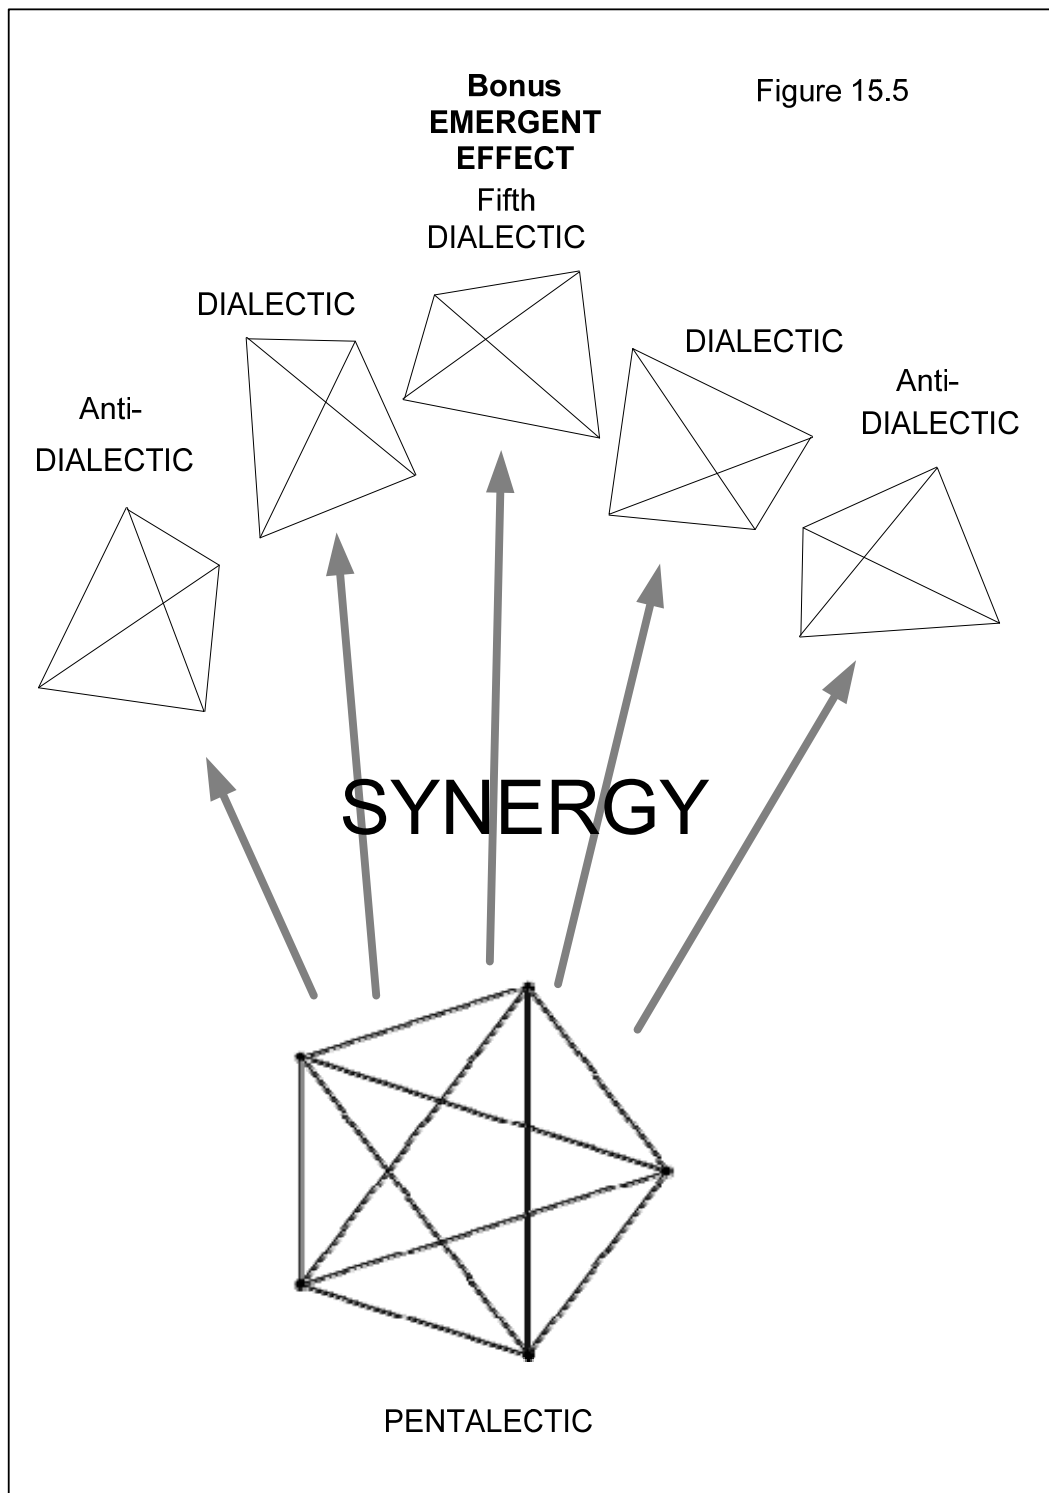 Bonus
EMERGENT
EFFECT
Figure 15.5
Fifth
DIALECTIC
DIALECTIC
DIALECTIC
Anti-
DIALECTIC
Anti-
DIALECTIC
SYNERGY
PENTALECTIC